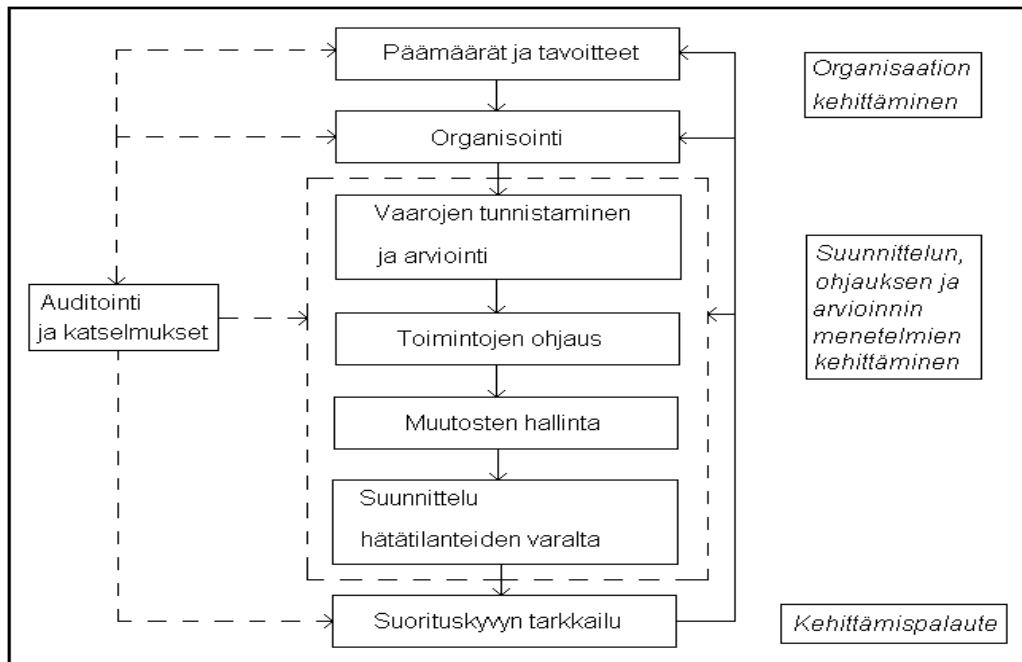 Päämäärät ja tavoitteet
Organisaation
kehittäminen
Organisointi
Vaarojen tunnistaminen
ja arviointi
Suunnittelun,
ohjauksen ja
arvioinnin
menetelmien
kehittäminen
Auditointi
ja katselmukset
Toimintojen ohjaus
Muutosten hallinta
Suunnittelu
hätätilanteiden varalta
Suorituskyvyn tarkkailu
Kehittämispalaute